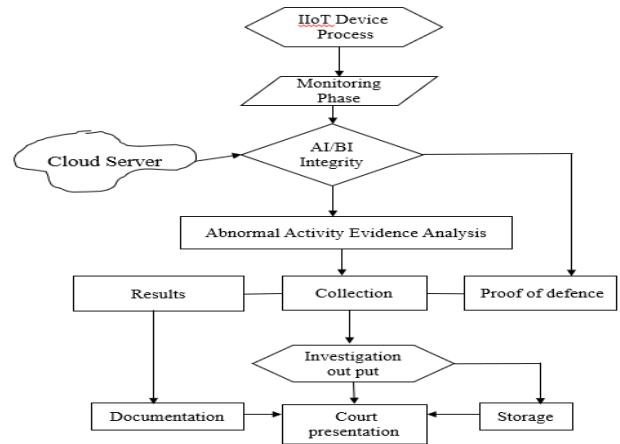 IIoT Device
Process
Monitoring
Phase
AI/BI
Integrity
Cloud Server
Abnormal Activity Evidence Analysis
Results
Collection
Proof of defence
Investigation
out put
Documentation
Court
presentation
Storage